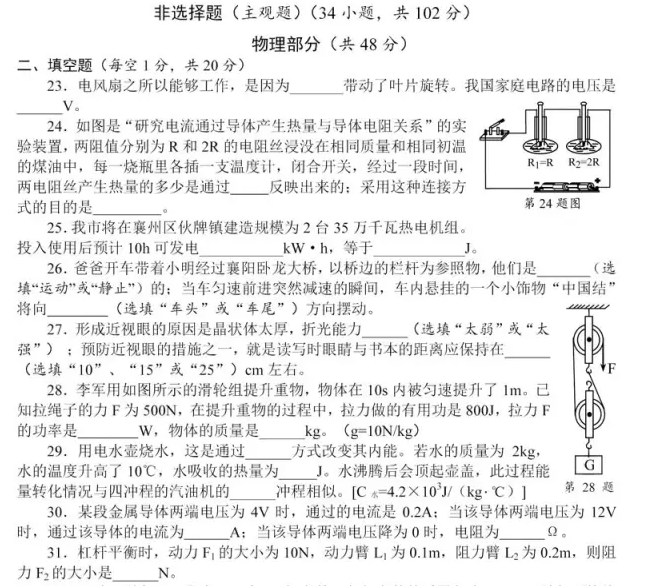 非选择题（主观题）（34 小题，共 102 分）
物理部分（共 48 分）
二、填空题（每空 1 分，共 20 分）
23．电风扇之所以能够工作，是因为______带动了叶片旋转。我国家庭电路的电压是
______V。
24．如图是“研究电流通过导体产生热量与导体电阻关系”的实
验装置，两阻值分别为 R 和 2R 的电阻丝浸没在相同质量和相同初温
的煤油中，每一烧瓶里各插一支温度计，闭合开关，经过一段时间，
两电阻丝产生热量的多少是通过_____反映出来的；采用这种连接方
式的目的是_________。
R₁=R R₂=2R
第 24 题图
25．我市将在襄州区伙牌镇建造规模为 2 台 35 万千瓦热电机组。
投入使用后预计 10h 可发电___________kW·h，等于____________J。
26．爸爸开车带着小明经过襄阳卧龙大桥，以桥边的栏杆为参照物，他们是_______（选
填“运动”或“静止”）的；当车匀速前进突然减速的瞬间，车内悬挂的一个小饰物“中国结”
将向________（选填“车头”或“车尾”）方向摆动。
27．形成近视眼的原因是晶状体太厚，折光能力______（选填“太弱”或“太
强”）；预防近视眼的措施之一，就是读写时眼睛与书本的距离应保持在______
（选填“10”、“15”或“25”）cm 左右。
28．李军用如图所示的滑轮组提升重物，物体在 10s 内被匀速提升了 1m。已
知拉绳子的力 F 为 500N，在提升重物的过程中，拉力做的有用功是 800J，拉力 F
的功率是________W，物体的质量是______kg。（g=10N/kg）
F
G
第 28 题
29．用电水壶烧水，这是通过______方式改变其内能。若水的质量为 2kg，
水的温度升高了 10℃，水吸收的热量为_____J。水沸腾后会顶起壶盖，此过程能
量转化情况与四冲程的汽油机的______冲程相似。[C 水=4.2×10³J/（kg·℃）]
30．某段金属导体两端电压为 4V 时，通过的电流是 0.2A；当该导体两端电压为 12V
时，通过该导体的电流为______A；当该导体两端电压降为 0 时，电阻为______Ω。
31．杠杆平衡时，动力 F₁ 的大小为 10N，动力臂 L₁ 为 0.1m，阻力臂 L₂ 为 0.2m，则阻
力 F₂ 的大小是______N。